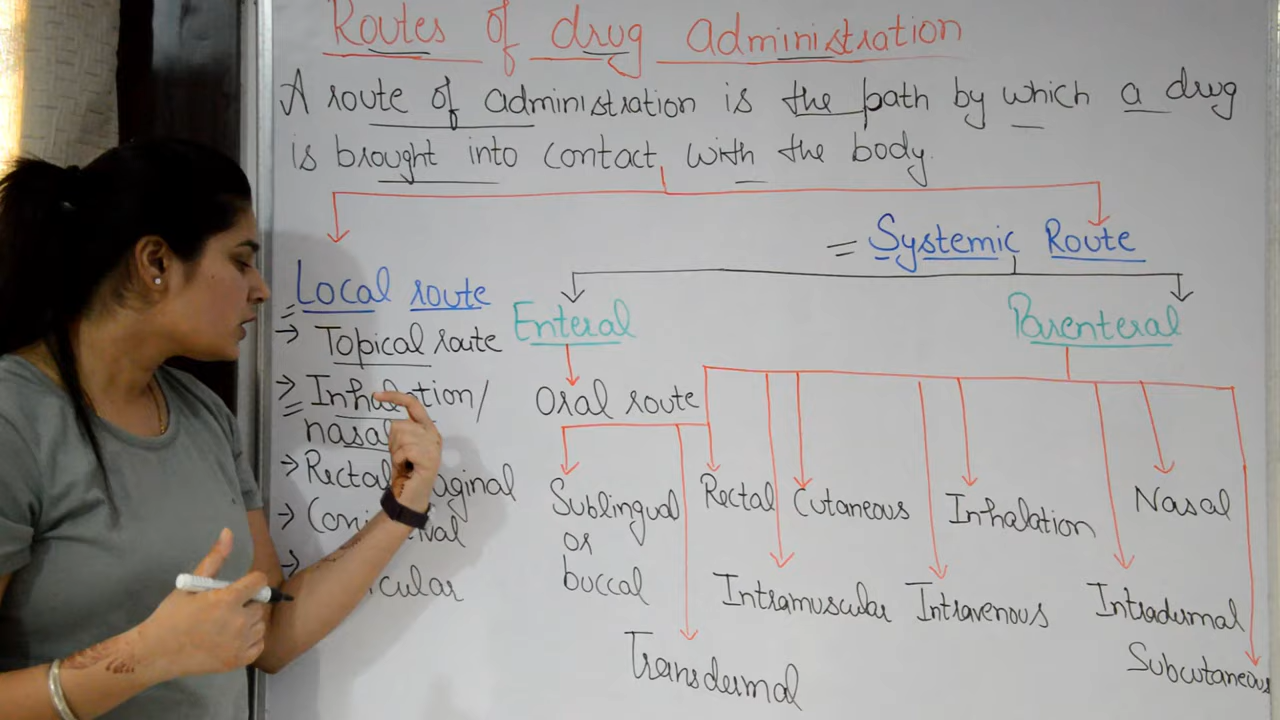 Routes of drug administration
A route of administration is the path by which a drug
is brought into contact with the body.
Local route
→ Topical route
→ Inhalation/
nasal
→ Rectal
→
→
= Systemic Route
Enteral
Oral route
Parenteral
Sublingual
or
buccal
Transdermal
Rectal
Intramuscular
Cutaneous
Intravenous
Inhalation
Intradermal
Nasal
Subcutaneous